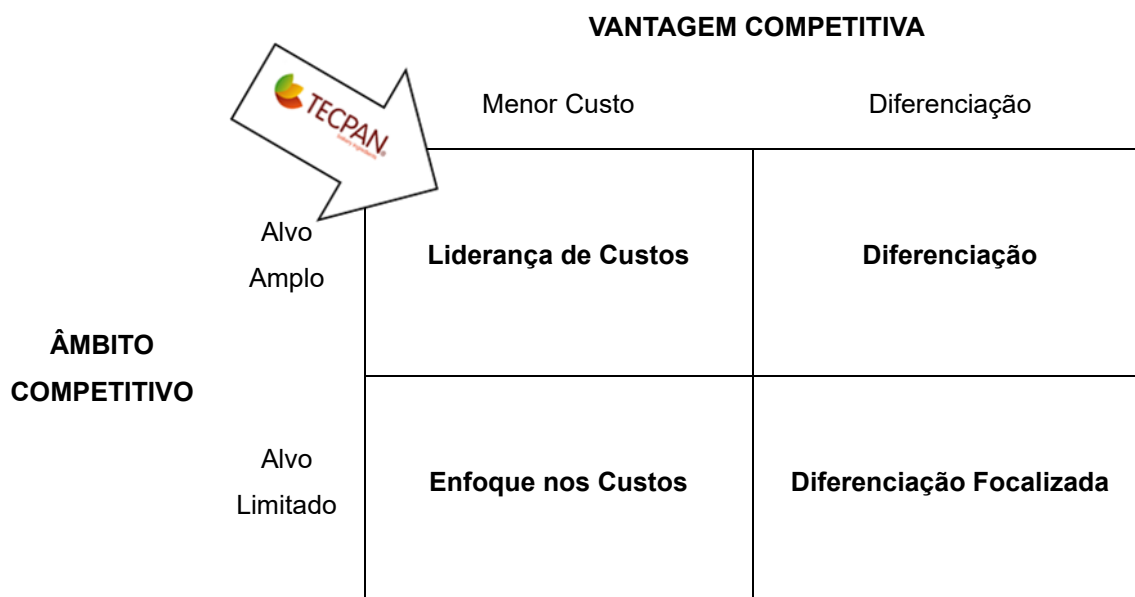 VANTAGEM COMPETITIVA
TECPAN
Menor Custo
Diferenciação
Alvo
Amplo
Liderança de Custos
Diferenciação
ÂMBITO
COMPETITIVO
Alvo
Limitado
Enfoque nos Custos
Diferenciação Focalizada